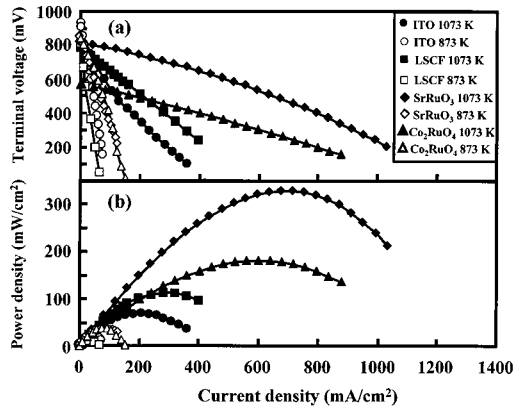 (a)
Terminal voltage (mV)
1000
800
600
400
200
ITO 1073 K
ITO 873 K
LSCF 1073 K
LSCF 873 K
SrRuO3 1073 K
SrRuO3 873 K
Co2RuO4 1073 K
Co2RuO4 873 K
(b)
Power density (mW/cm2)
300
200
100
0
0 200 400 600 800 1000 1200 1400
Current density (mA/cm2)